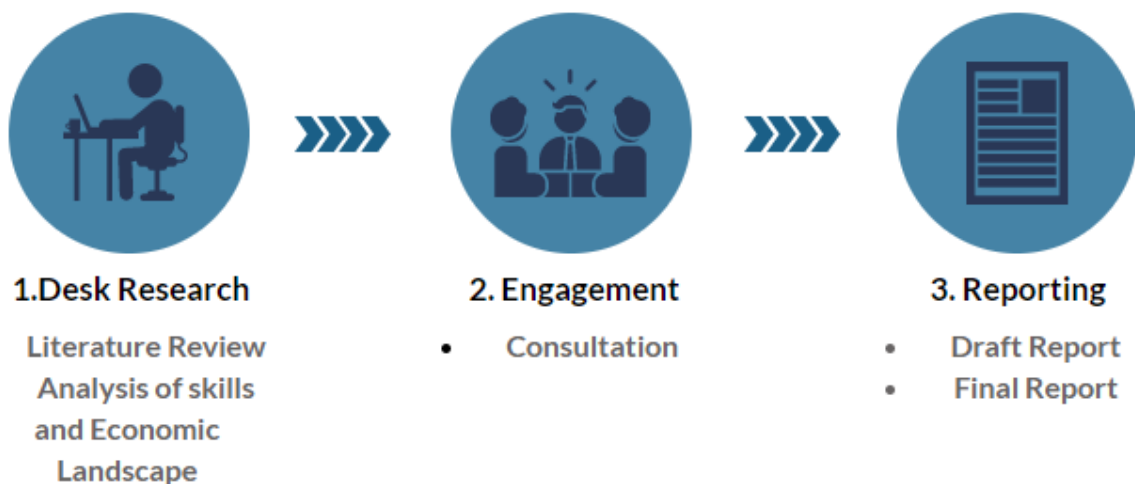 1.Desk Research
Literature Review
Analysis of skills
and Economic
Landscape
2. Engagement
• Consultation
3. Reporting
• Draft Report
• Final Report